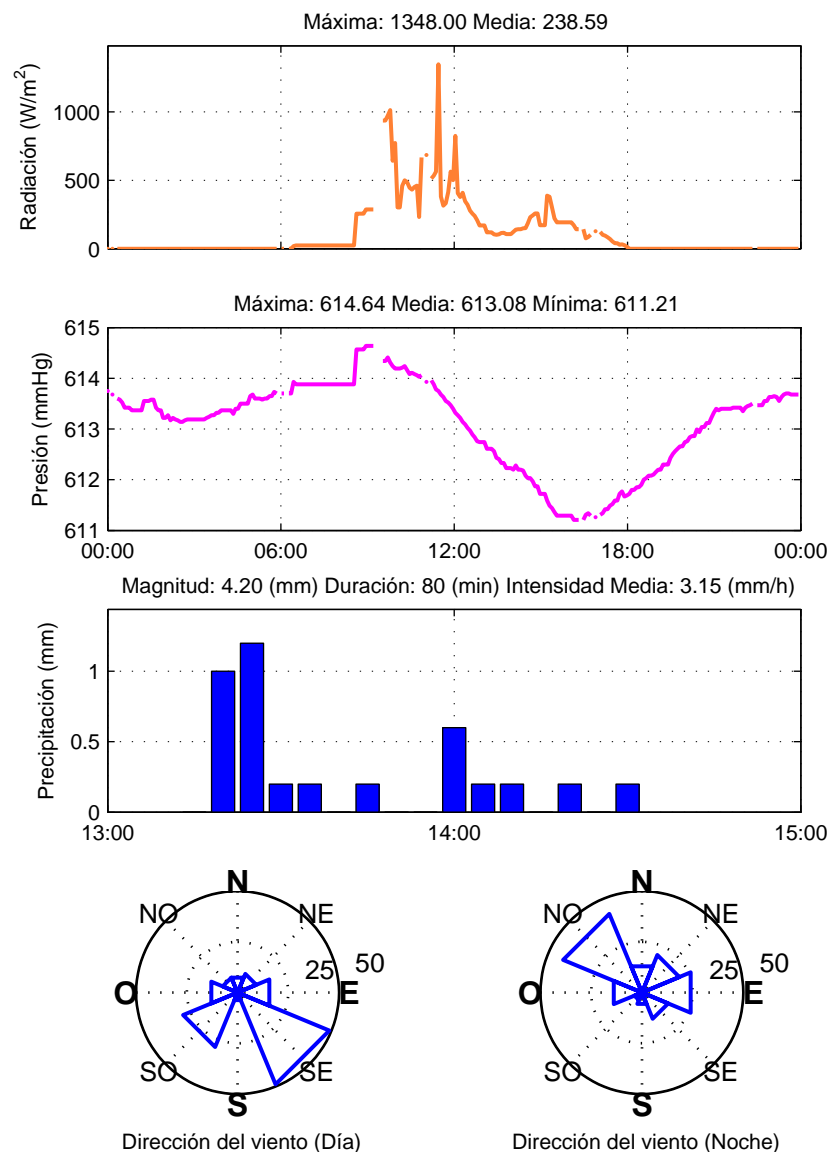 Máxima: 1348.00 Media: 238.59
Radiación (W/m²)
1000
500
0
Máxima: 614.64 Media: 613.08 Mínima: 611.21
Presión (mmHg)
615
614
613
612
611
00:00 06:00 12:00 18:00 00:00
Magnitud: 4.20 (mm) Duración: 80 (min) Intensidad Media: 3.15 (mm/h)
Precipitación (mm)
1
0.5
0
13:00 14:00 15:00
N
NO NE
25 50
O E
SO SE
S
Dirección del viento (Día)
N
NO NE
25 50
O E
SO SE
S
Dirección del viento (Noche)